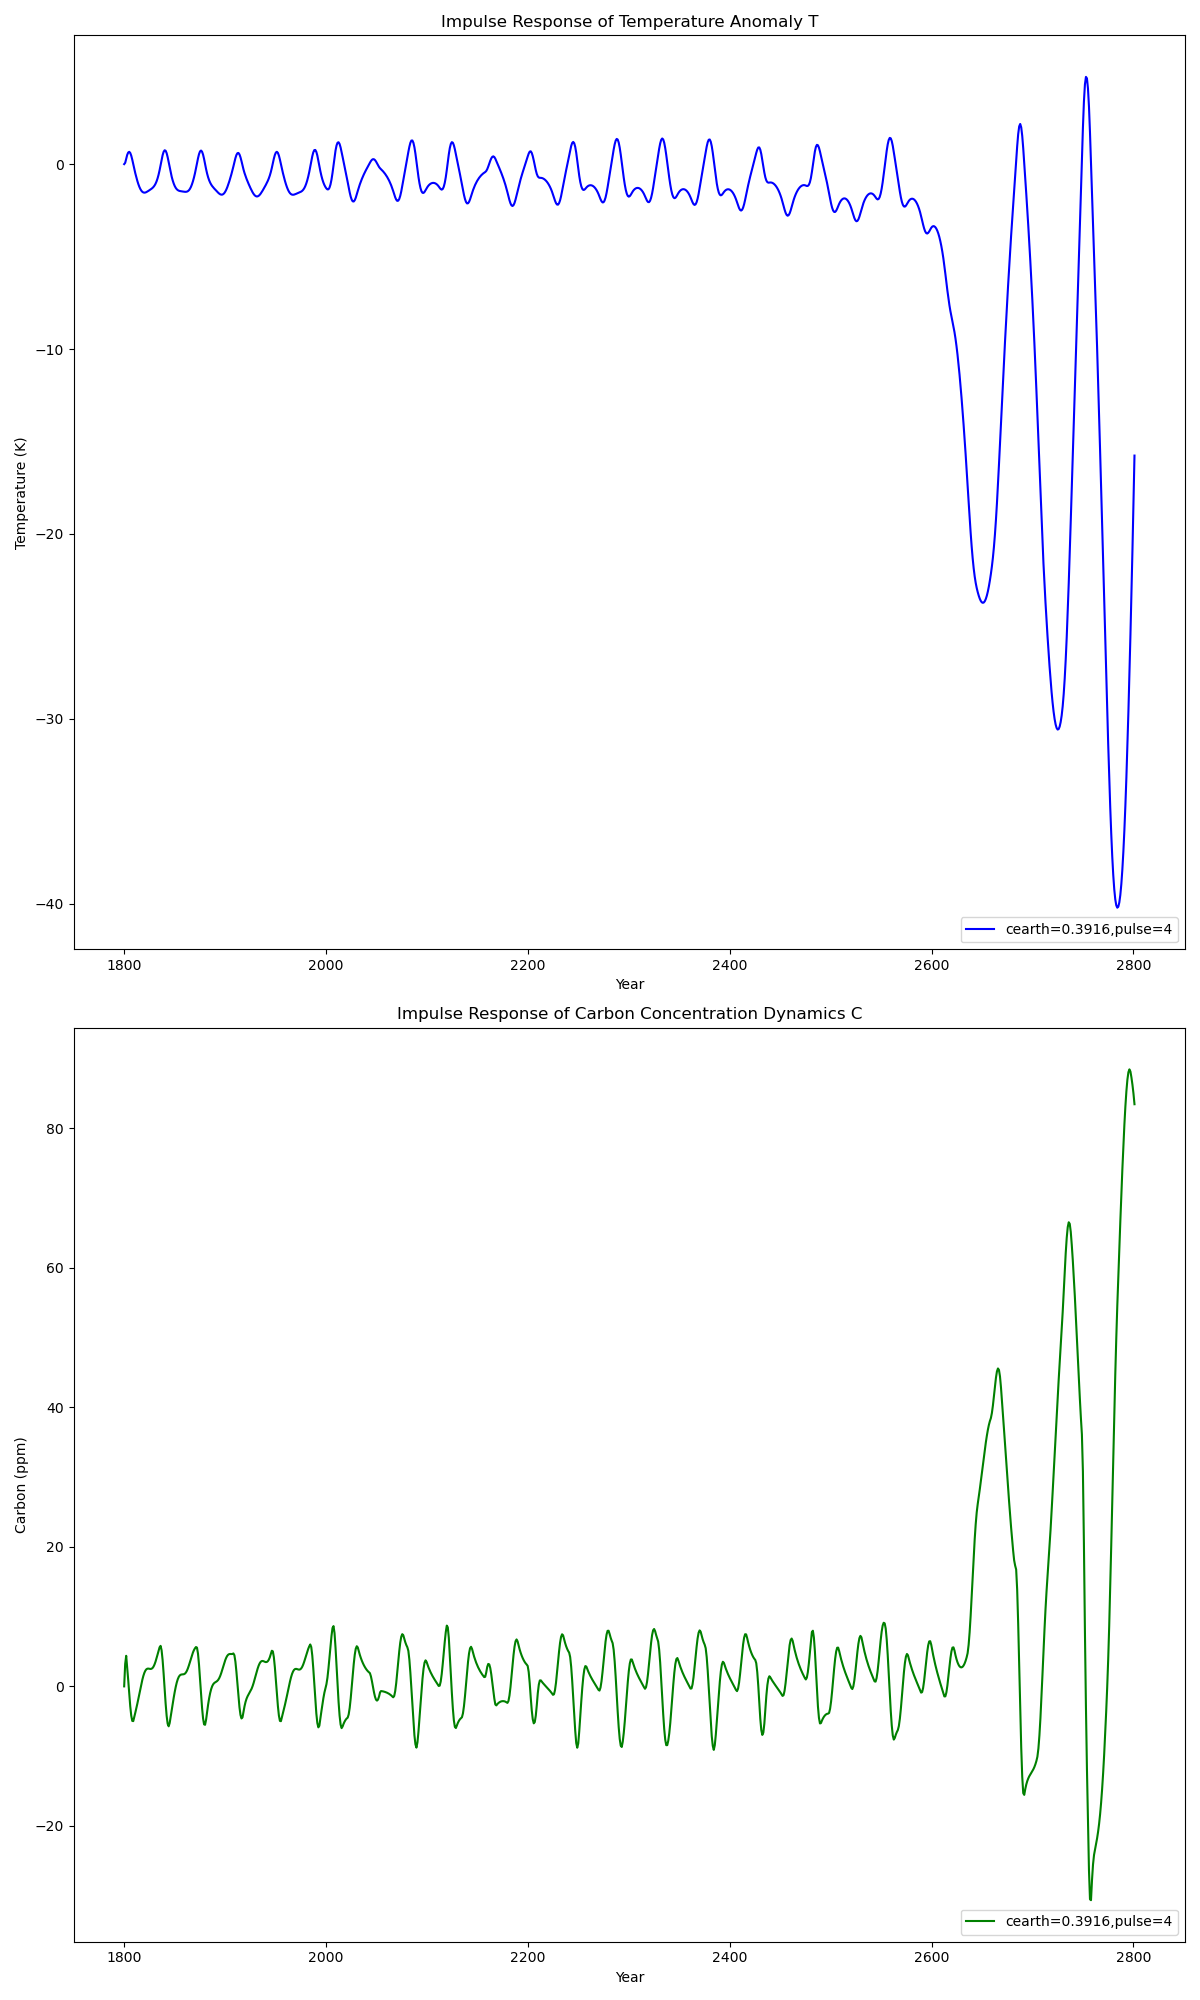 Impulse Response of Temperature Anomaly T
0
−10
−20
−30
−40
Temperature (K)
cearth=0.3916,pulse=4
1800 2000 2200 2400 2600 2800
Year
Impulse Response of Carbon Concentration Dynamics C
80
60
40
20
0
−20
Carbon (ppm)
cearth=0.3916,pulse=4
1800 2000 2200 2400 2600 2800
Year